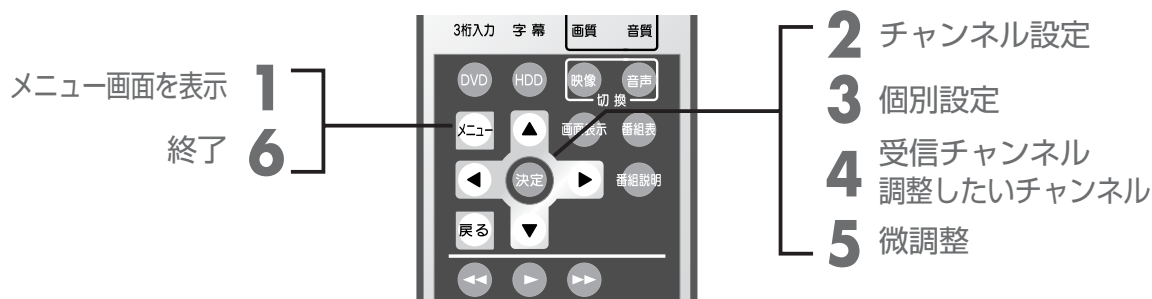 メニュー画面を表示 1
終了 6
3桁入力 字幕 画質 音質
DVD HDD 映像 音声
切換
メニュー 画面表示 番組表
決定 番組説明
戻る
2 チャンネル設定
3 個別設定
4 受信チャンネル
調整したいチャンネル
5 微調整